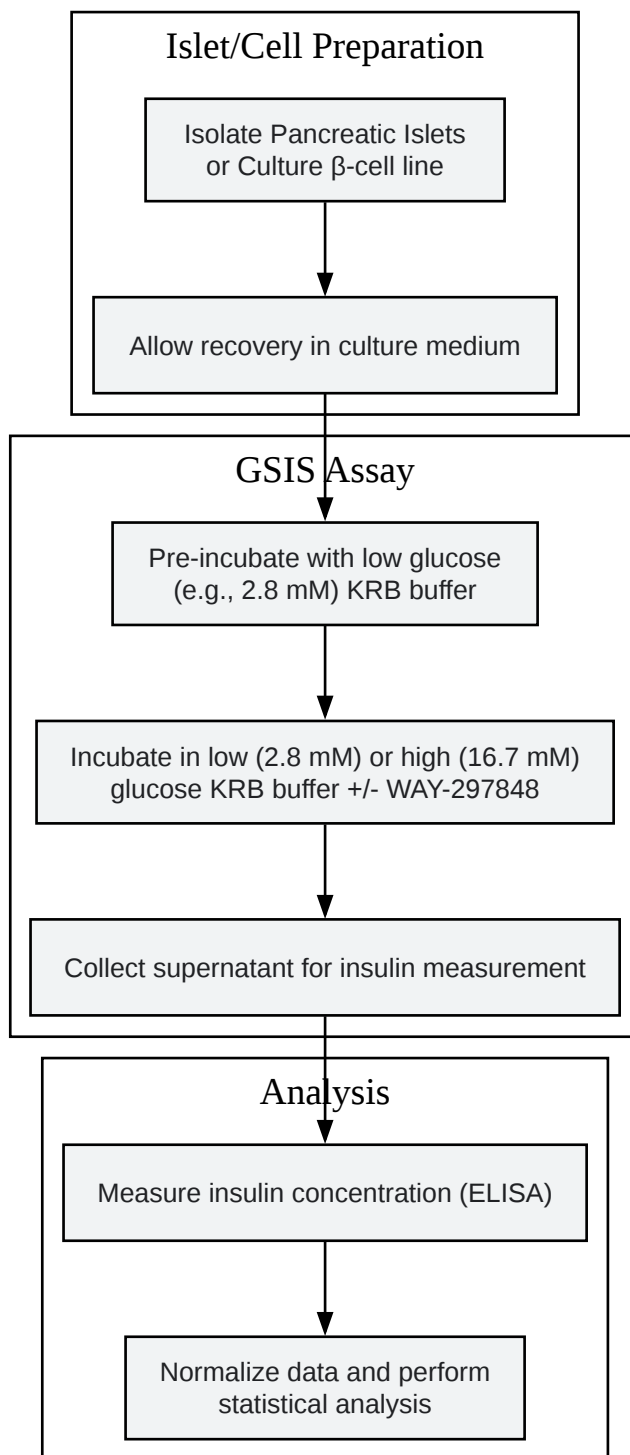 Islet/Cell Preparation
Isolate Pancreatic Islets
or Culture β-cell line
Allow recovery in culture medium
GSIS Assay
Pre-incubate with low glucose
(e.g., 2.8 mM) KRB buffer
Incubate in low (2.8 mM) or high (16.7 mM)
glucose KRB buffer +/- WAY-297848
Collect supernatant for insulin measurement
Analysis
Measure insulin concentration (ELISA)
Normalize data and perform
statistical analysis